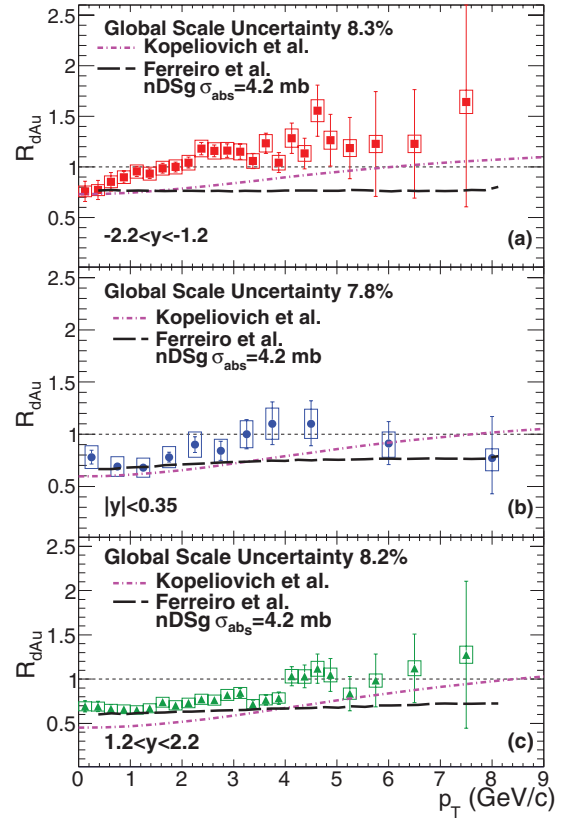 Global Scale Uncertainty 8.3%
Kopeliovich et al.
Ferreiro et al.
nDSg σabs=4.2 mb
2.5
2
1.5
1
0.5
RdAu
-2.2<y<-1.2
(a)
Global Scale Uncertainty 7.8%
Kopeliovich et al.
Ferreiro et al.
nDSg σabs=4.2 mb
2.5
2
1.5
1
0.5
RdAu
|y|<0.35
(b)
Global Scale Uncertainty 8.2%
Kopeliovich et al.
Ferreiro et al.
nDSg σabs=4.2 mb
2.5
2
1.5
1
0.5
0
RdAu
1.2<y<2.2
(c)
0 1 2 3 4 5 6 7 8 9
pT (GeV/c)